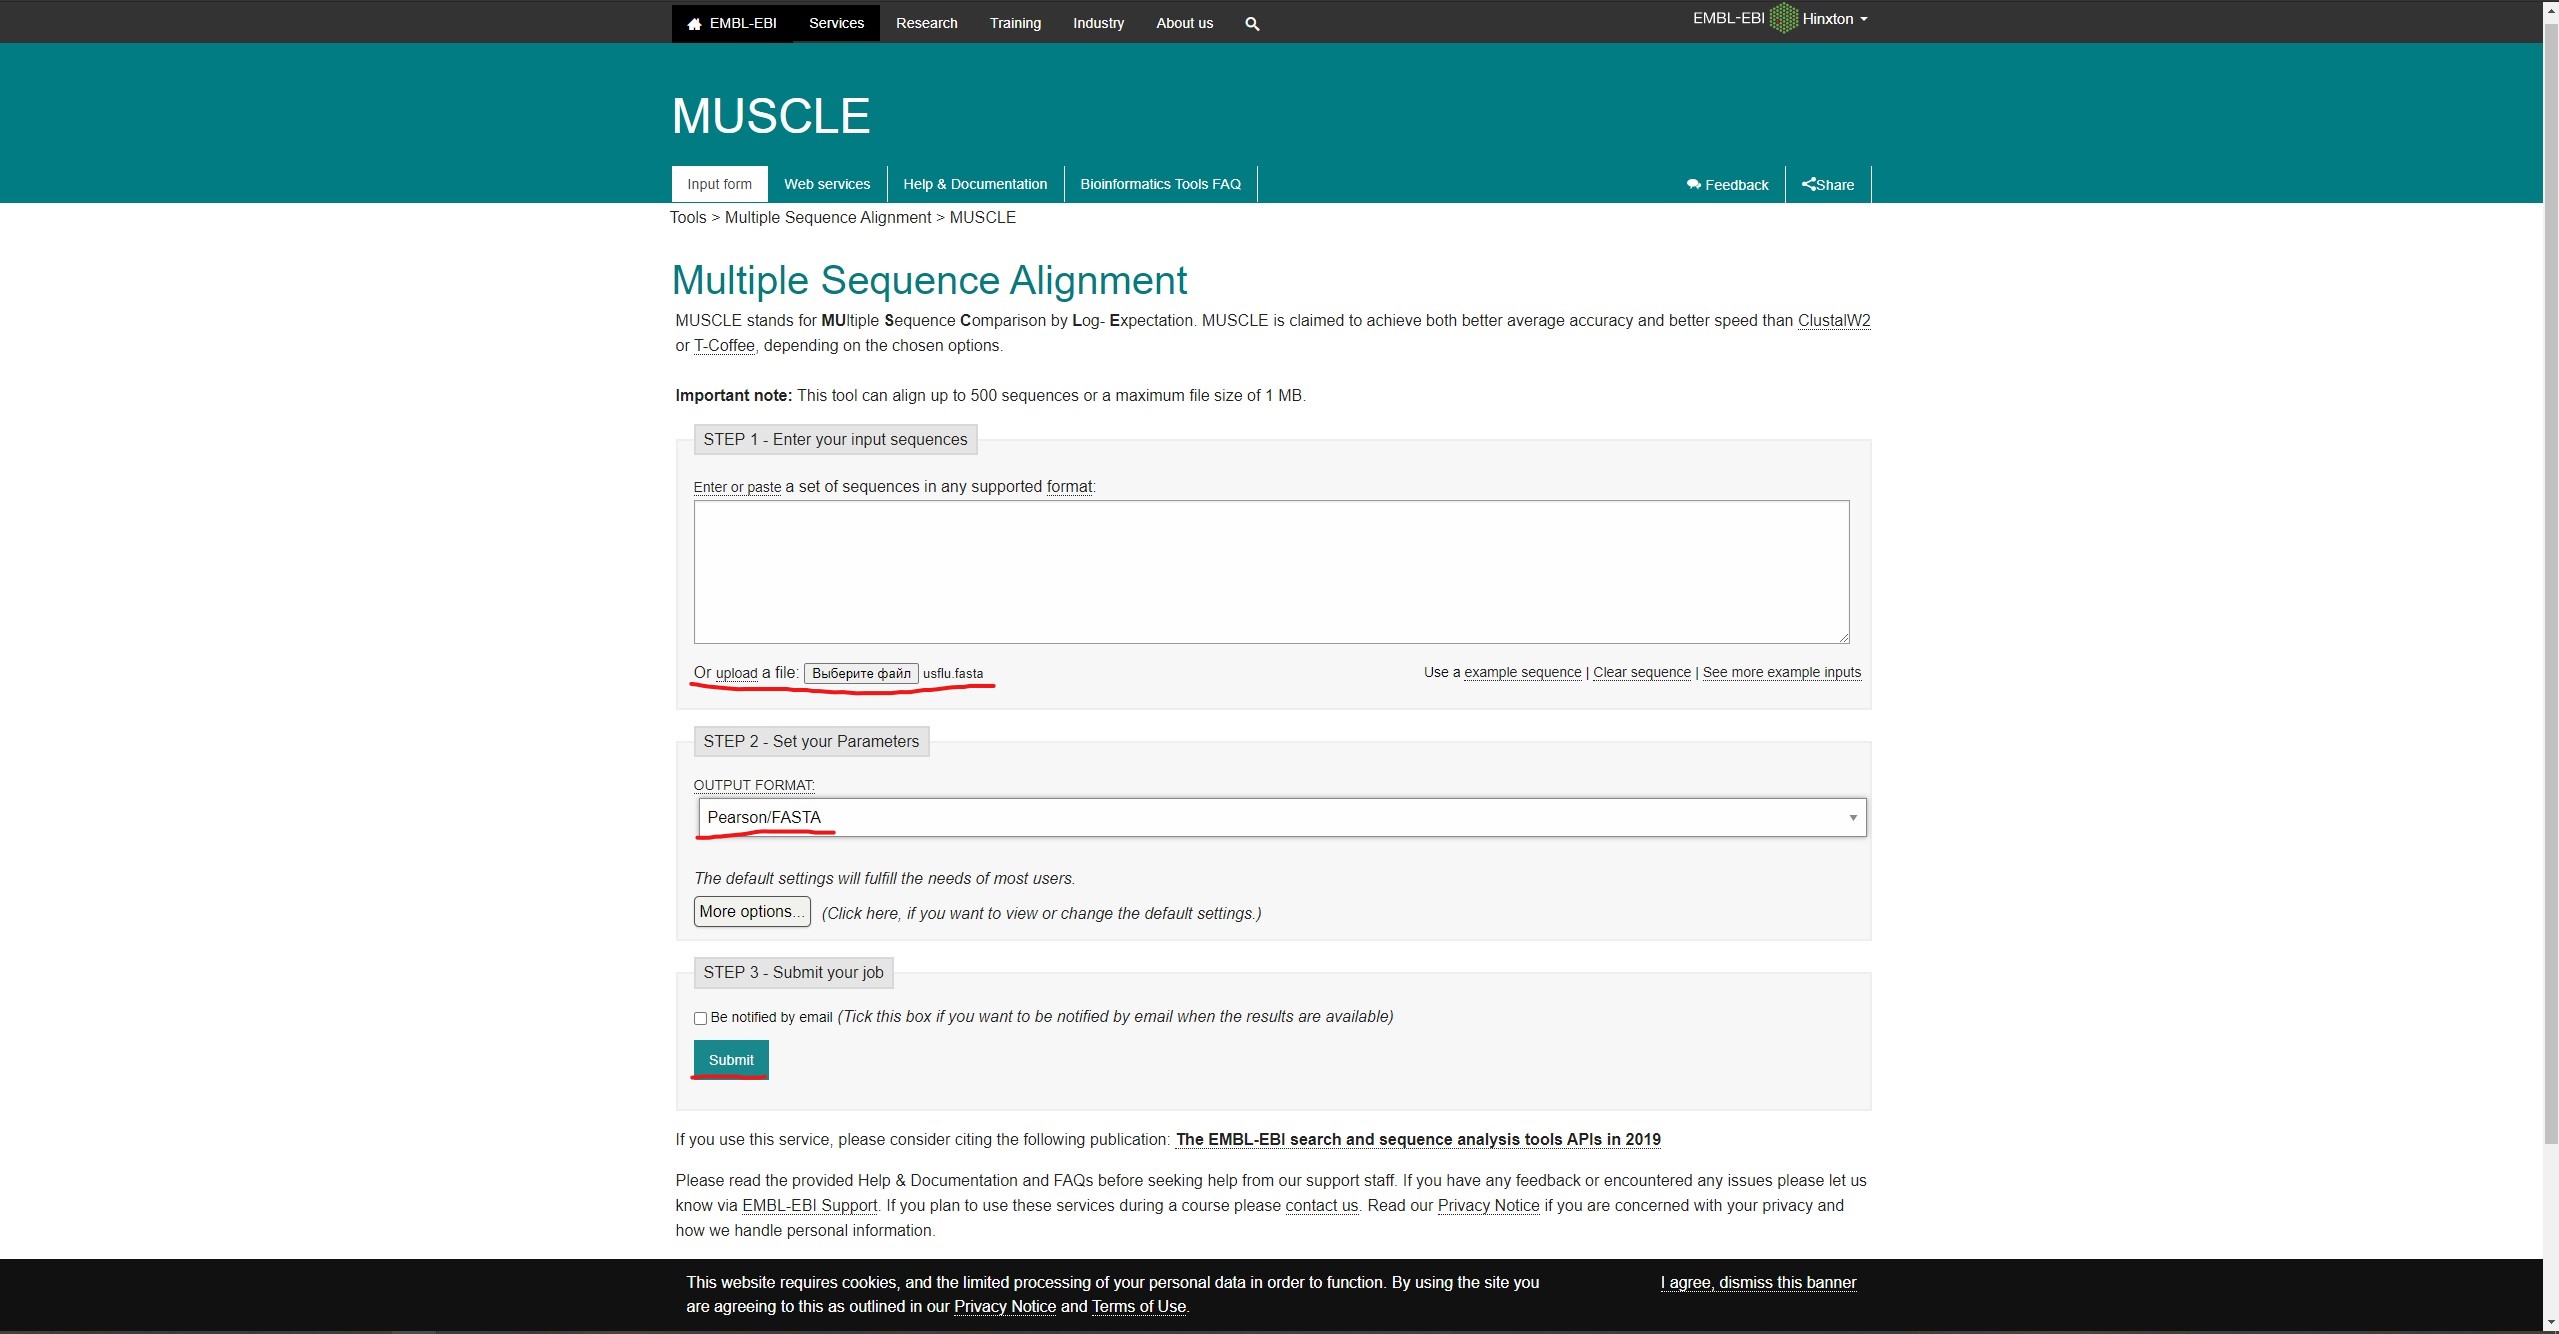 EMBL-EBI Services Research Training Industry About us EMBL-EBI Hinxton
MUSCLE
Input form Web services Help & Documentation Bioinformatics Tools FAQ Feedback Share
Tools > Multiple Sequence Alignment > MUSCLE
Multiple Sequence Alignment
MUSCLE stands for MUltiple Sequence Comparison by Log- Expectation. MUSCLE is claimed to achieve both better average accuracy and better speed than ClustalW2
or T-Coffee, depending on the chosen options.
Important note: This tool can align up to 500 sequences or a maximum file size of 1 MB.
STEP 1 - Enter your input sequences
Enter or paste a set of sequences in any supported format:
Or upload a file: Выберите файл usflu.fasta Use a example sequence | Clear sequence | See more example inputs
STEP 2 - Set your Parameters
OUTPUT FORMAT:
Pearson/FASTA
The default settings will fulfill the needs of most users.
More options... (Click here, if you want to view or change the default settings.)
STEP 3 - Submit your job
Be notified by email (Tick this box if you want to be notified by email when the results are available)
Submit
If you use this service, please consider citing the following publication: The EMBL-EBI search and sequence analysis tools APIs in 2019
Please read the provided Help & Documentation and FAQs before seeking help from our support staff. If you have any feedback or encountered any issues please let us
know via EMBL-EBI Support. If you plan to use these services during a course please contact us. Read our Privacy Notice if you are concerned with your privacy and
how we handle personal information.
This website requires cookies, and the limited processing of your personal data in order to function. By using the site you I agree, dismiss this banner
are agreeing to this as outlined in our Privacy Notice and Terms of Use.